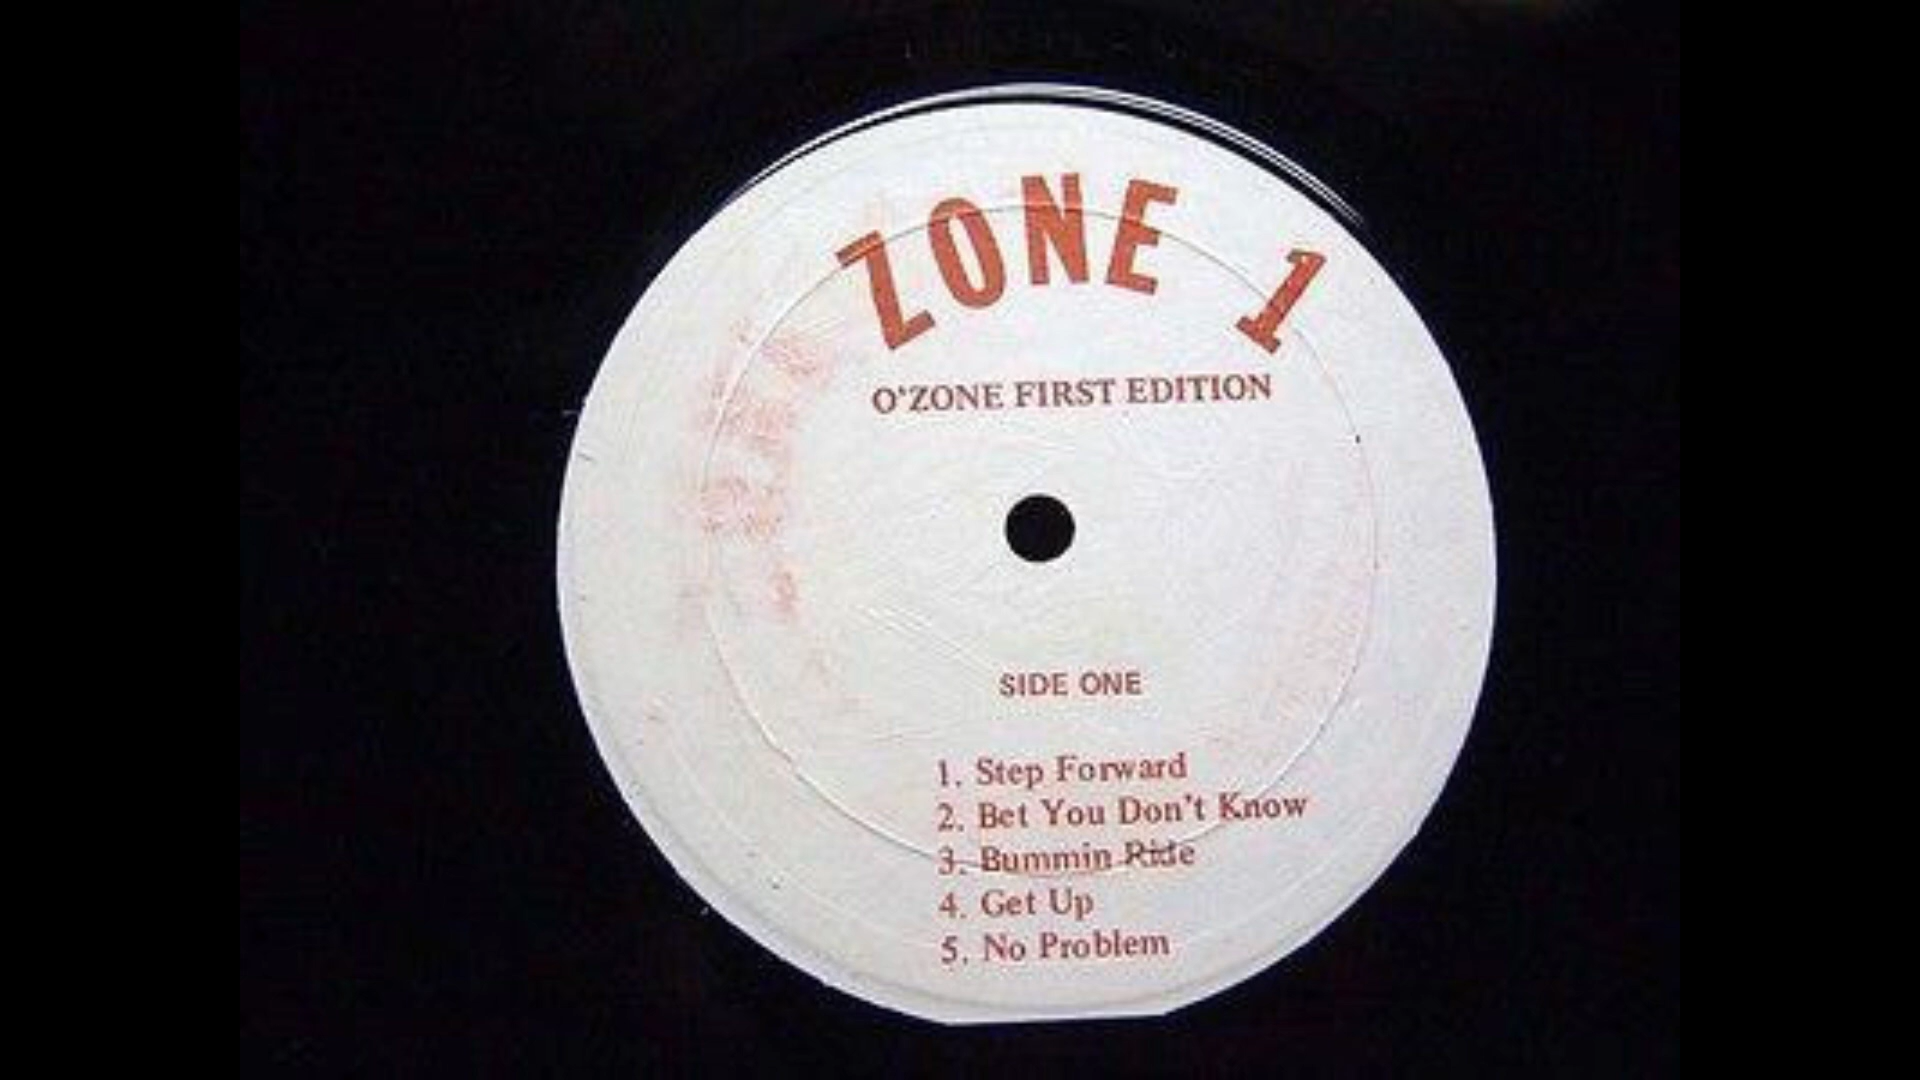 ZONE 1
O'ZONE FIRST EDITION
SIDE ONE
1. Step Forward
2. Bet You Don't Know
3. Bummin Ride
4. Get Up
5. No Problem